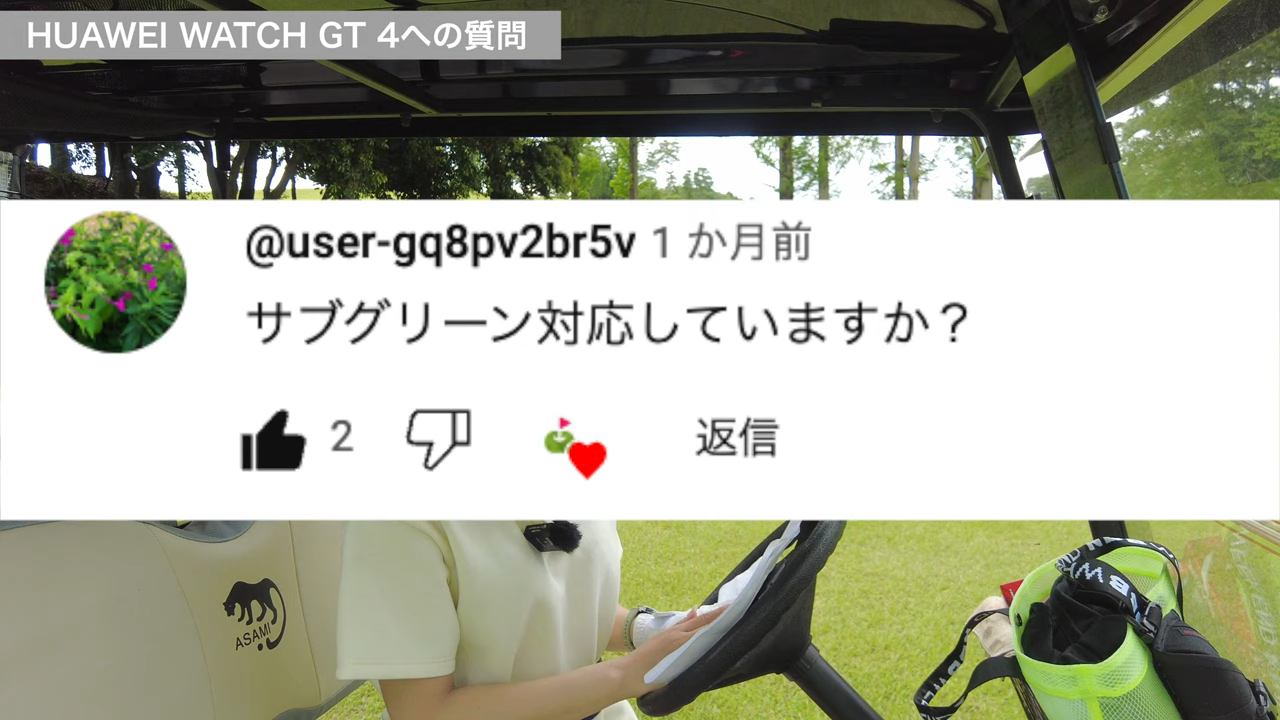 HUAWEI WATCH GT 4への質問
@user-gq8pv2br5v 1 か月前
サブグリーン対応していますか？
2
返信
ASAMI